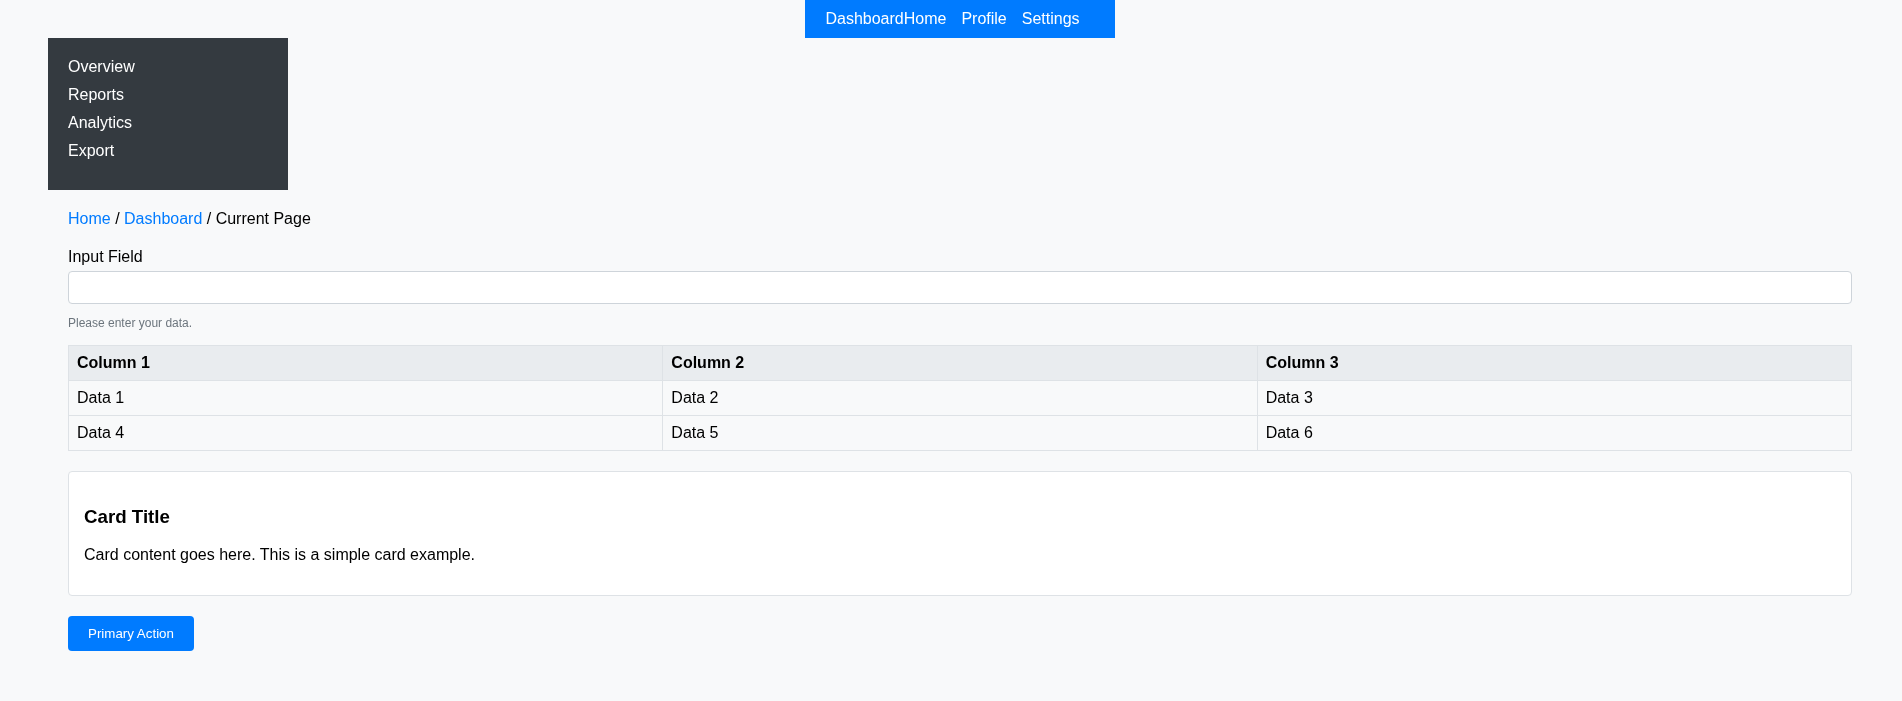 DashboardHome Profile Settings
Overview
Reports
Analytics
Export
Home / Dashboard / Current Page
Input Field
Please enter your data.
Column 1 Column 2 Column 3
Data 1 Data 2 Data 3
Data 4 Data 5 Data 6
Card Title
Card content goes here. This is a simple card example.
Primary Action